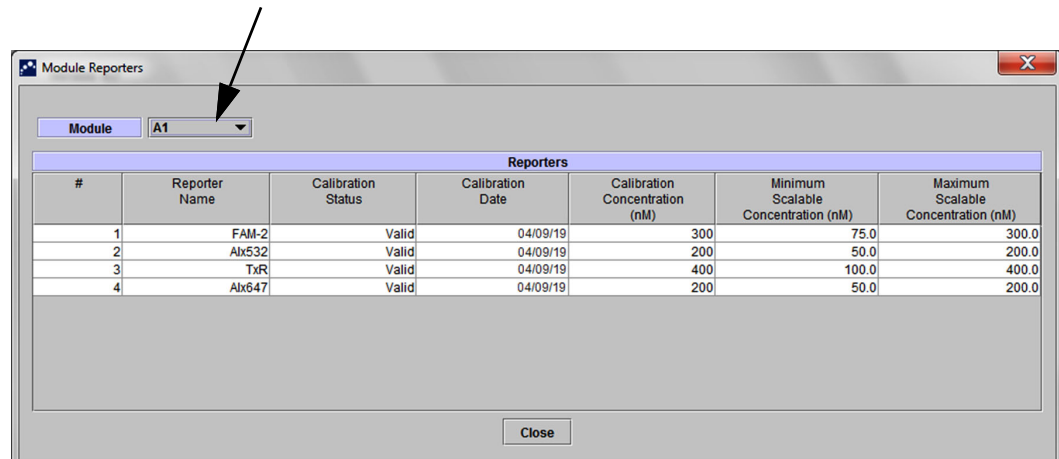 Module Reporters
Module A1
Reporters
# Reporter Name Calibration Status Calibration Date Calibration Concentration (nM) Minimum Scalable Concentration (nM) Maximum Scalable Concentration (nM)
1 FAM-2 Valid 04/09/19 300 75.0 300.0
2 Alx532 Valid 04/09/19 200 50.0 200.0
3 TxR Valid 04/09/19 400 100.0 400.0
4 Alx647 Valid 04/09/19 200 50.0 200.0
Close